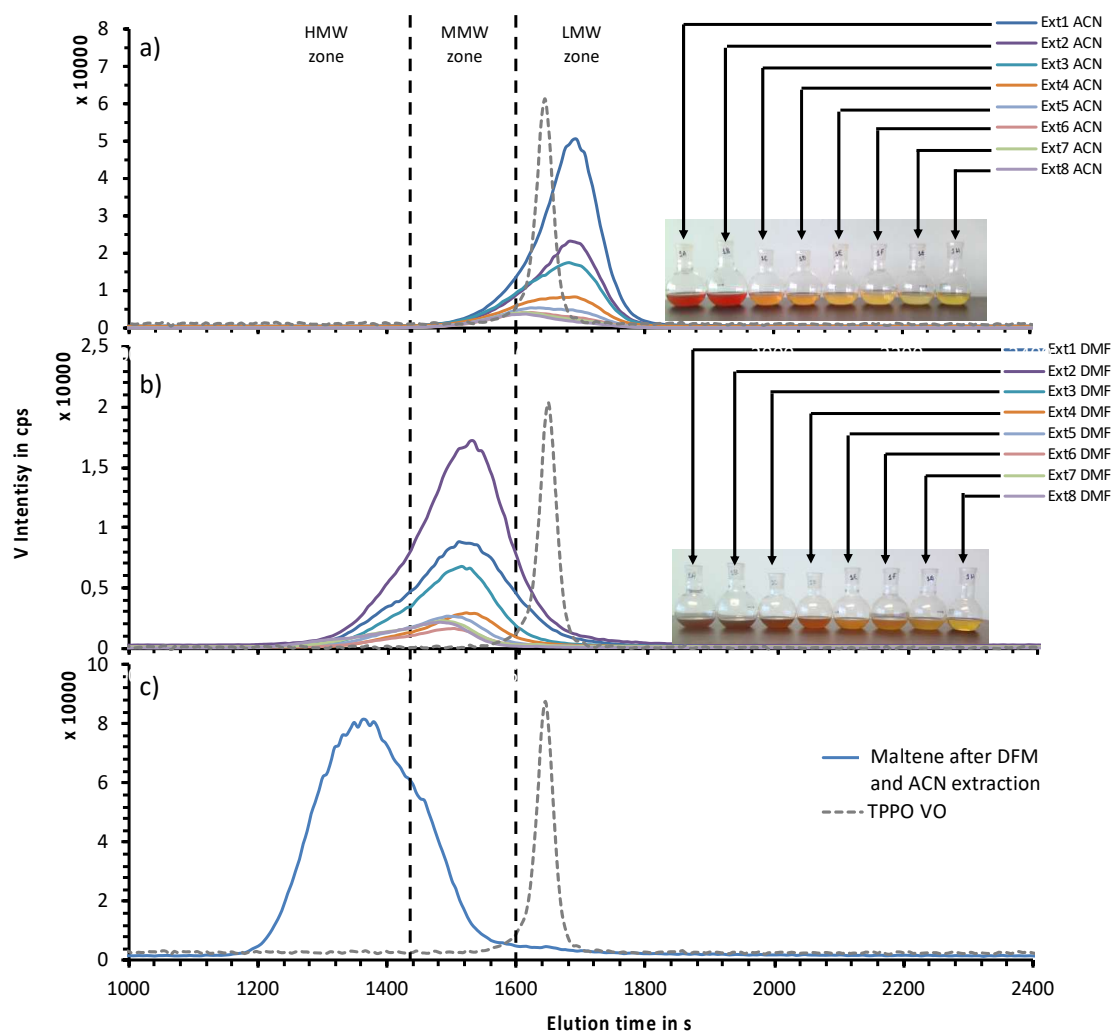 a)
HMW zone
MMW zone
LMW zone
x 10000
8
7
6
5
4
3
2
1
0
Ext1 ACN
Ext2 ACN
Ext3 ACN
Ext4 ACN
Ext5 ACN
Ext6 ACN
Ext7 ACN
Ext8 ACN
b)
x 10000
2,5
2
1,5
1
0,5
0
Ext1 DMF
Ext2 DMF
Ext3 DMF
Ext4 DMF
Ext5 DMF
Ext6 DMF
Ext7 DMF
Ext8 DMF
V Intentisy in cps
c)
x 10000
10
8
6
4
2
0
Maltene after DFM
and ACN extraction
TPPO VO
1000 1200 1400 1600 1800 2000 2200 2400
Elution time in s